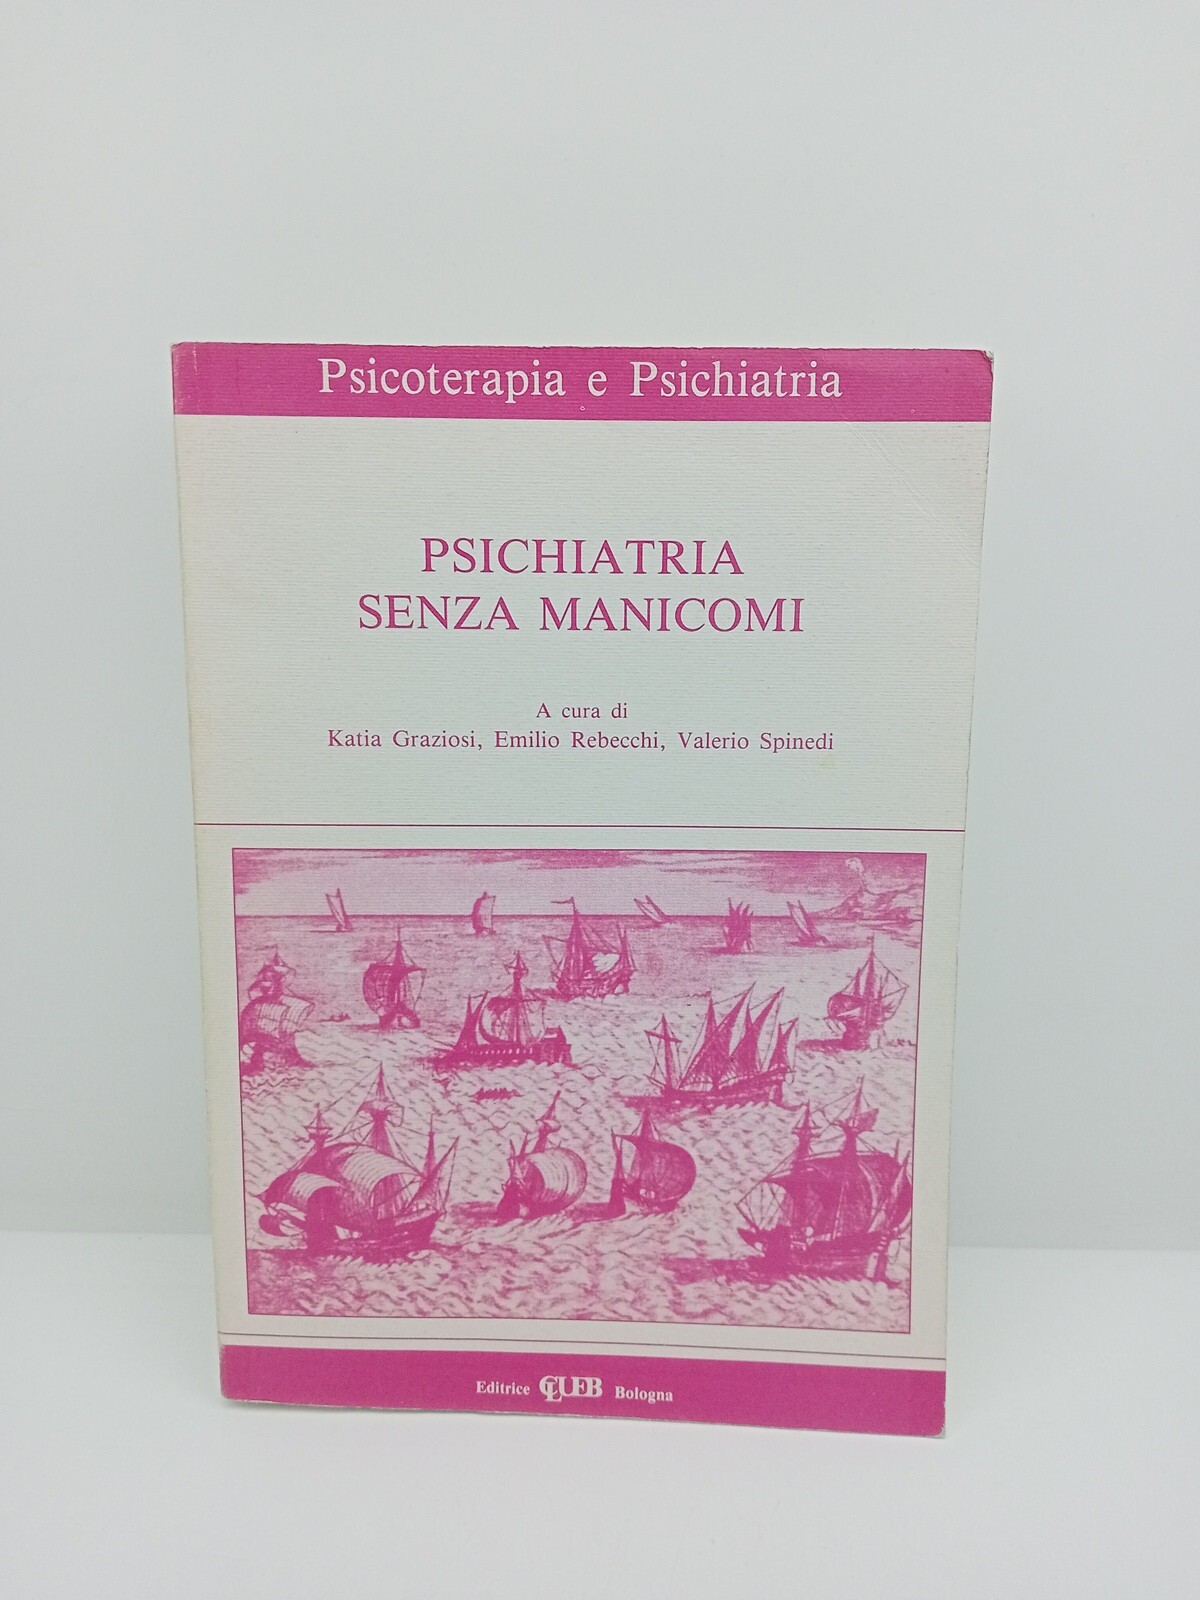 Psicoterapia e Psichiatria
PSICHIATRIA
SENZA MANICOMI
A cura di
Katia Graziosi, Emilio Rebecchi, Valerio Spinedi
Editrice CLUEB Bologna